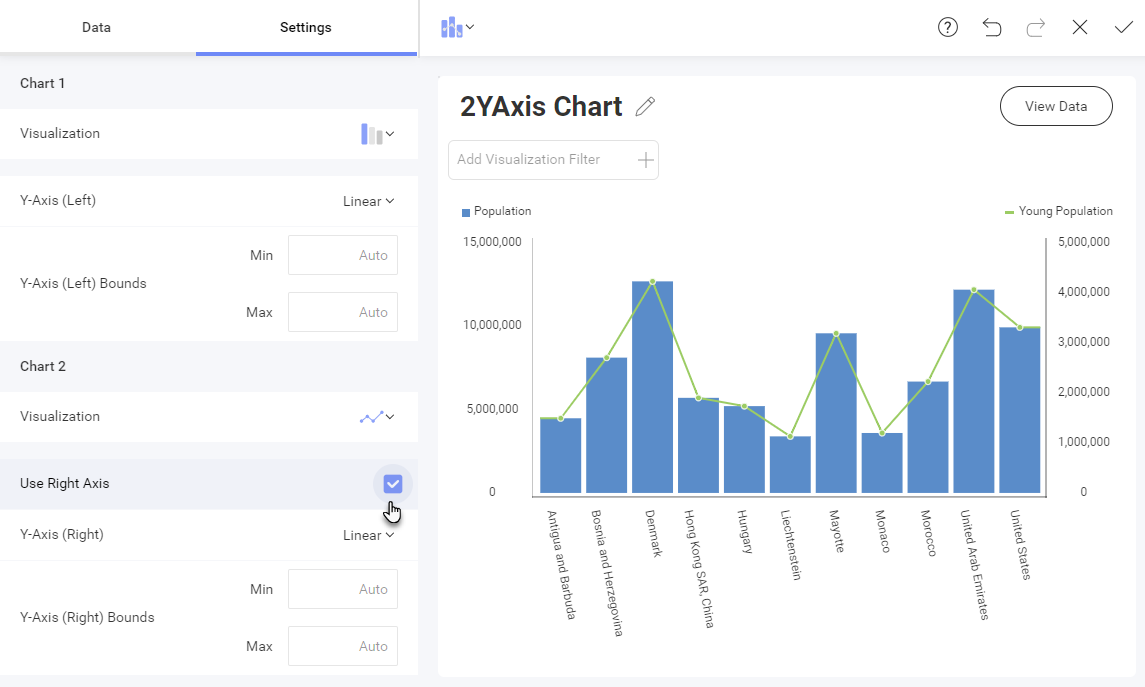 Data
Settings
Chart 1
Visualization
Y-Axis (Left)
Linear
Y-Axis (Left) Bounds
Min
Auto
Max
Auto
Chart 2
Visualization
Use Right Axis
Y-Axis (Right)
Linear
Y-Axis (Right) Bounds
Min
Auto
Max
Auto
?
2YAxis Chart
View Data
Add Visualization Filter
Population
Young Population
15,000,000
10,000,000
5,000,000
0
5,000,000
4,000,000
3,000,000
2,000,000
1,000,000
0
Antigua and Barbuda
Bosnia and Herzegovina
Denmark
Hong Kong SAR, China
Hungary
Liechtenstein
Mayotte
Monaco
Morocco
United Arab Emirates
United States